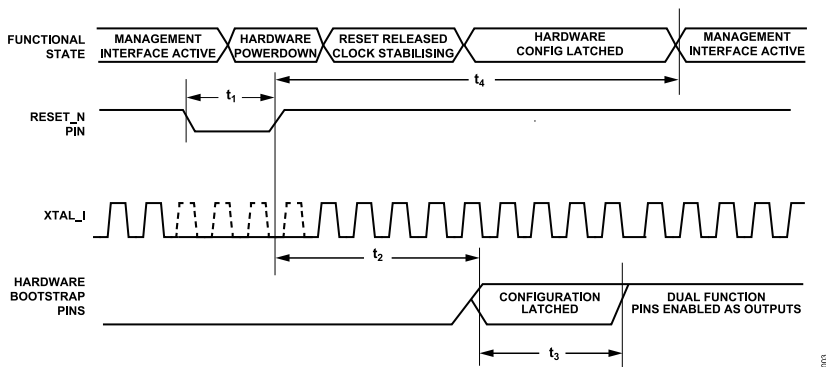 FUNCTIONAL
STATE
MANAGEMENT
INTERFACE ACTIVE
HARDWARE
POWERDOWN
RESET RELEASED
CLOCK STABILISING
HARDWARE
CONFIG LATCHED
MANAGEMENT
INTERFACE ACTIVE
t1
t4
RESET_N
PIN
XTAL_I
t2
HARDWARE
BOOTSTRAP
PINS
CONFIGURATION
LATCHED
DUAL FUNCTION
PINS ENABLED AS OUTPUTS
t3
003